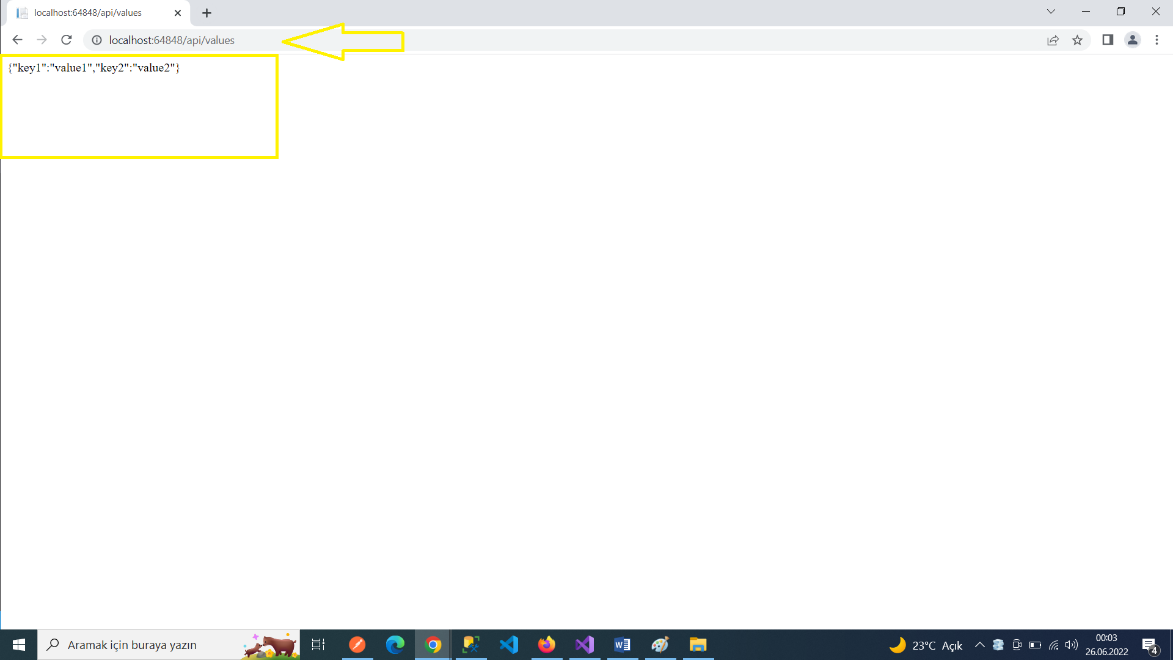 localhost:64848/api/values
localhost:64848/api/values
{"key1":"value1","key2":"value2"}
Aramak için buraya yazın
23°C Açık
00:03
26.06.2022
4